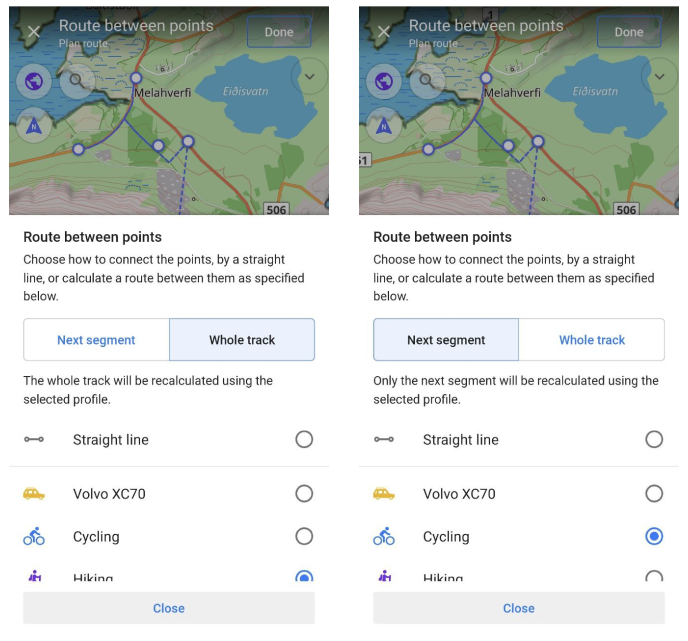 Route between points
Plan route
Done
Melahverfi
Eiðisvatn
N
506
Route between points
Choose how to connect the points, by a straight
line, or calculate a route between them as specified
below.
Next segment
Whole track
The whole track will be recalculated using the
selected profile.
Straight line
Volvo XC70
Cycling
Hiking
Close
1
Route between points
Plan route
Done
Melahverfi
Eiðisvatn
N
51
506
Route between points
Choose how to connect the points, by a straight
line, or calculate a route between them as specified
below.
Next segment
Whole track
Only the next segment will be recalculated using the
selected profile.
Straight line
Volvo XC70
Cycling
Hiking
Close